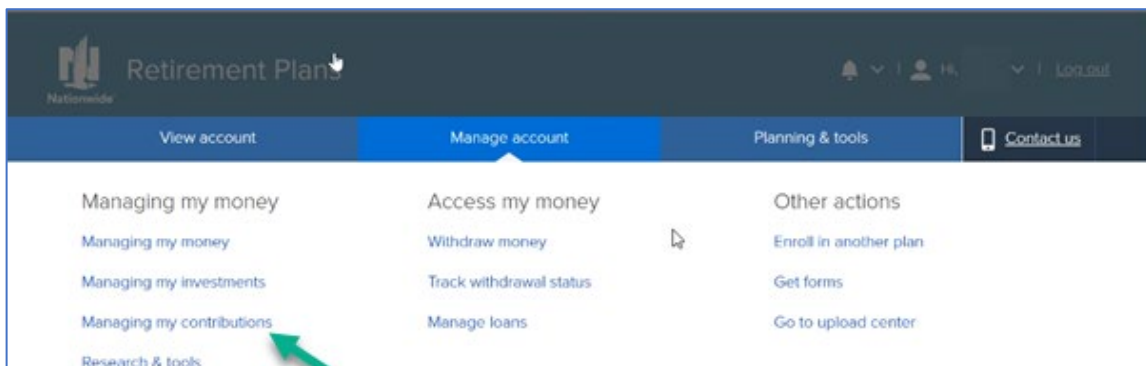 Retirement Plans
Nationwide
Hi,
Log out
View account
Manage account
Planning & tools
Contact us
Managing my money
Managing my money
Managing my investments
Managing my contributions
Research & tools
Access my money
Withdraw money
Track withdrawal status
Manage loans
Other actions
Enroll in another plan
Get forms
Go to upload center